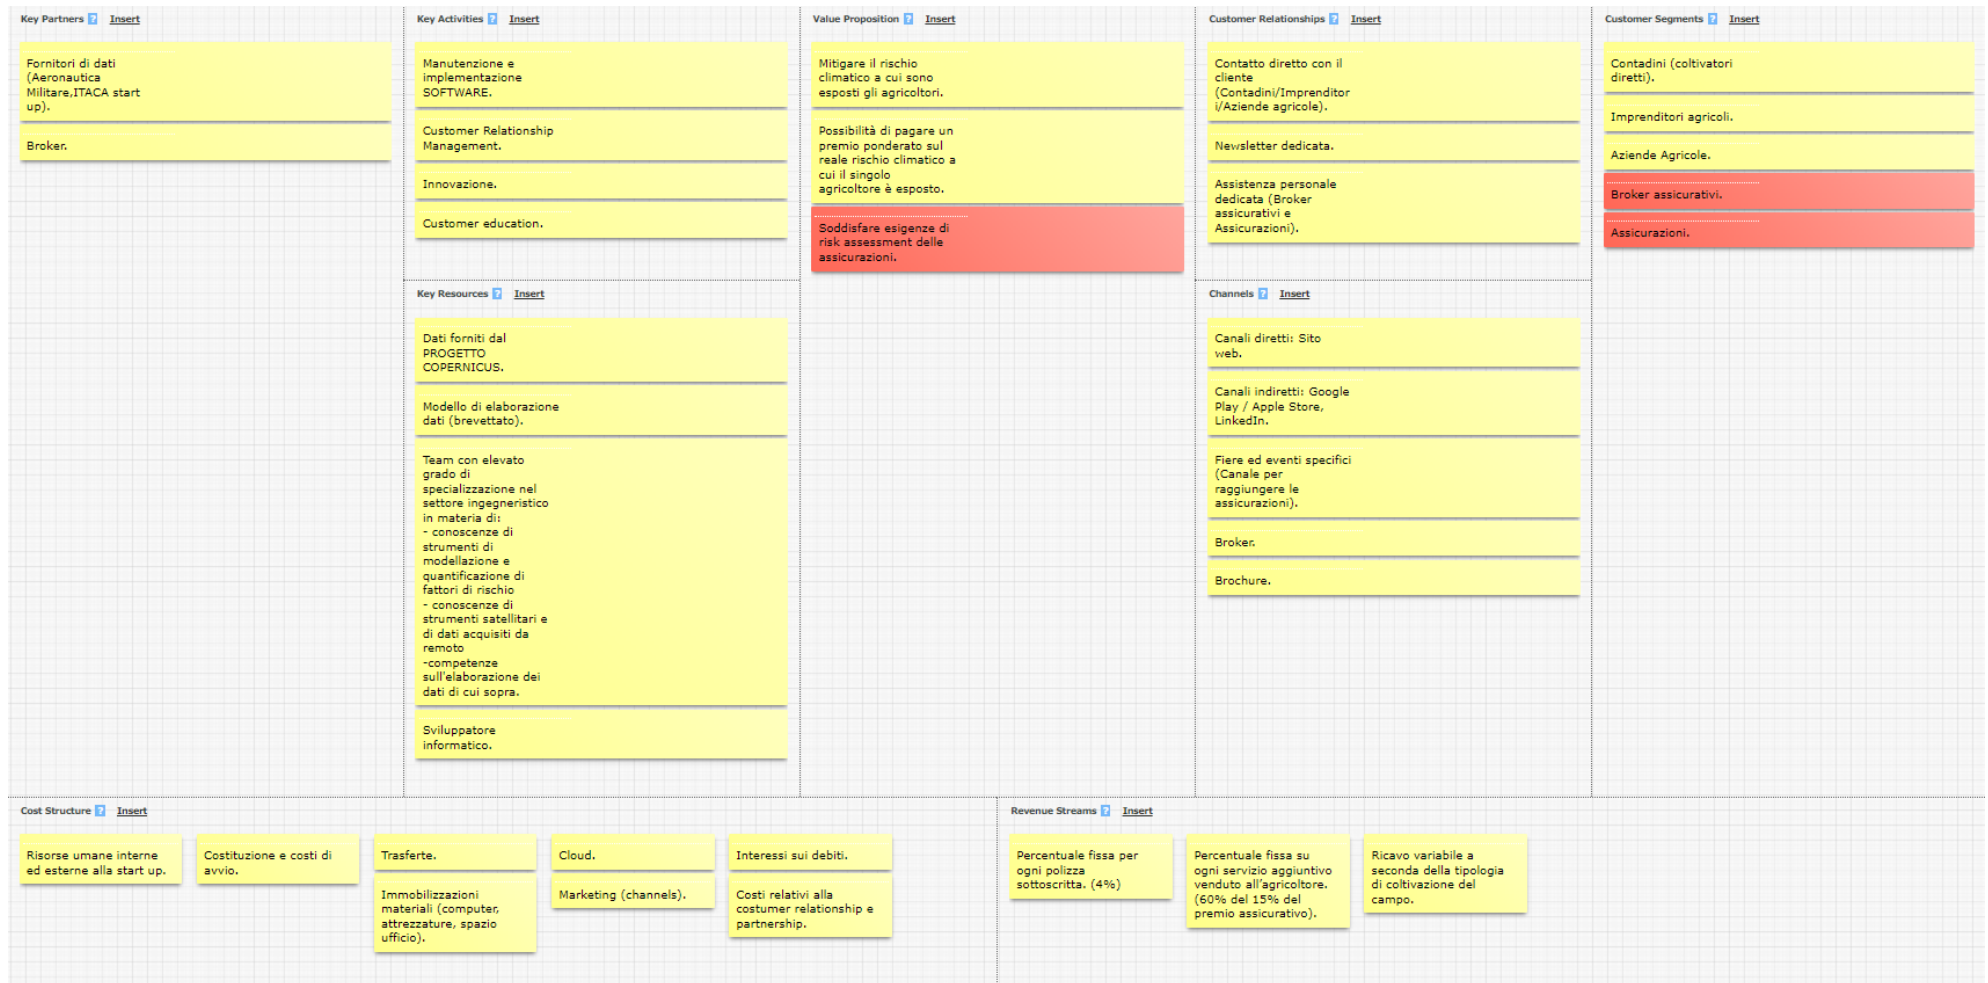 Key Partners ? Insert
Fornitori di dati
(Aeronautica
Militare,ITACA start
up).
Broker.
Key Activities ? Insert
Manutenzione e
implementazione
SOFTWARE.
Customer Relationship
Management.
Innovazione.
Customer education.
Key Resources ? Insert
Dati forniti dal
PROGETTO
COPERNICUS.
Modello di elaborazione
dati (brevettato).
Team con elevato
grado di
specializzazione nel
settore ingegneristico
in materia di:
- conoscenze di
strumenti di
modellazione e
quantificazione di
fattori di rischio
- conoscenze di
strumenti satellitari e
di dati acquisiti da
remoto
-competenze
sull'elaborazione dei
dati di cui sopra.
Sviluppatore
informatico.
Value Proposition ? Insert
Mitigare il rischio
climatico a cui sono
esposti gli agricoltori.
Possibilità di pagare un
premio ponderato sul
reale rischio climatico a
cui il singolo
agricoltore è esposto.
Soddisfare esigenze di
risk assessment delle
assicurazioni.
Customer Relationships ? Insert
Contatto diretto con il
cliente
(Contadini/Imprenditor
i/Aziende agricole).
Newsletter dedicata.
Assistenza personale
dedicata (Broker
assicurativi e
Assicurazioni).
Channels ? Insert
Canali diretti: Sito
web.
Canali indiretti: Google
Play / Apple Store,
LinkedIn.
Fiere ed eventi specifici
(Canale per
raggiungere le
assicurazioni).
Broker.
Brochure.
Customer Segments ? Insert
Contadini (coltivatori
diretti).
Imprenditori agricoli.
Aziende Agricole.
Broker assicurativi.
Assicurazioni.
Cost Structure ? Insert
Risorse umane interne
ed esterne alla start up.
Costituzione e costi di
avvio.
Trasferte.
Immobilizzazioni
materiali (computer,
attrezzature, spazio
ufficio).
Cloud.
Marketing (channels).
Interessi sui debiti.
Costi relativi alla
costumer relationship e
partnership.
Revenue Streams ? Insert
Percentuale fissa per
ogni polizza
sottoscritta. (4%)
Percentuale fissa su
ogni servizio aggiuntivo
venduto all'agricoltore.
(60% del 15% del
premio assicurativo).
Ricavo variabile a
seconda della tipologia
di coltivazione del
campo.